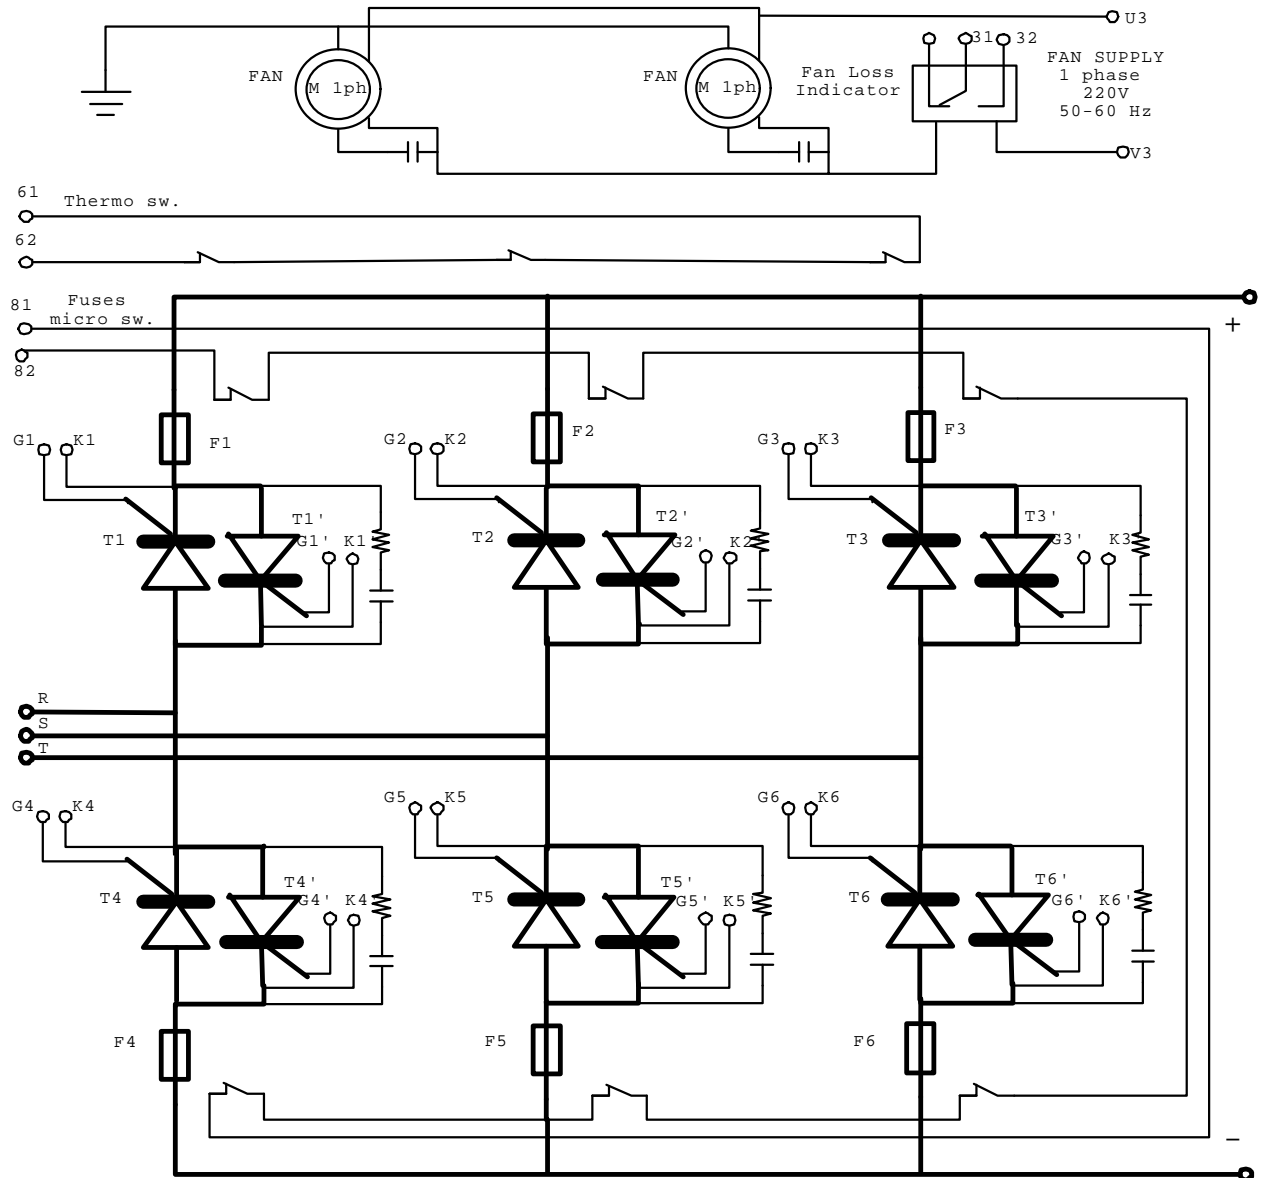 U3
31 32
FAN
M 1ph
FAN
M 1ph
Fan Loss
Indicator
FAN SUPPLY
1 phase
220V
50-60 Hz
V3
61
Thermo sw.
62
81
Fuses
micro sw.
82
+
G1 K1
F1
G2 K2
F2
G3 K3
F3
T1
T1'
G1' K1'
T2
T2'
G2' K2'
T3
T3'
G3' K3'
R
S
T
G4 K4
G5 K5
G6 K6
T4
T4'
G4' K4'
T5
T5'
G5' K5'
T6
T6'
G6' K6'
F4
F5
F6
−